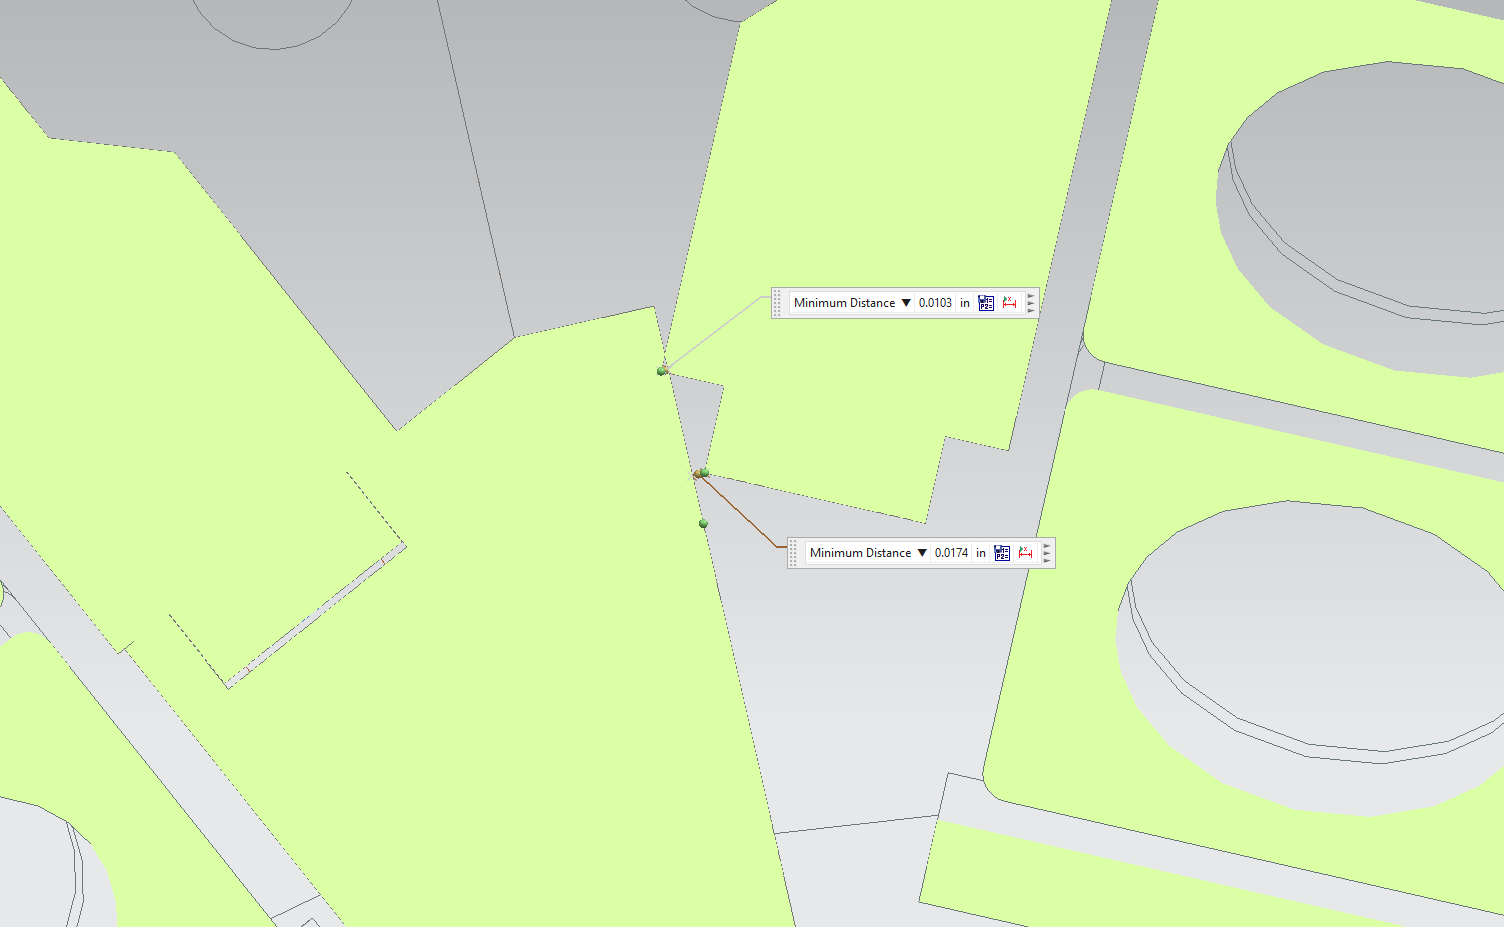 Minimum Distance ▼ 0.0103 in
Minimum Distance ▼ 0.0174 in